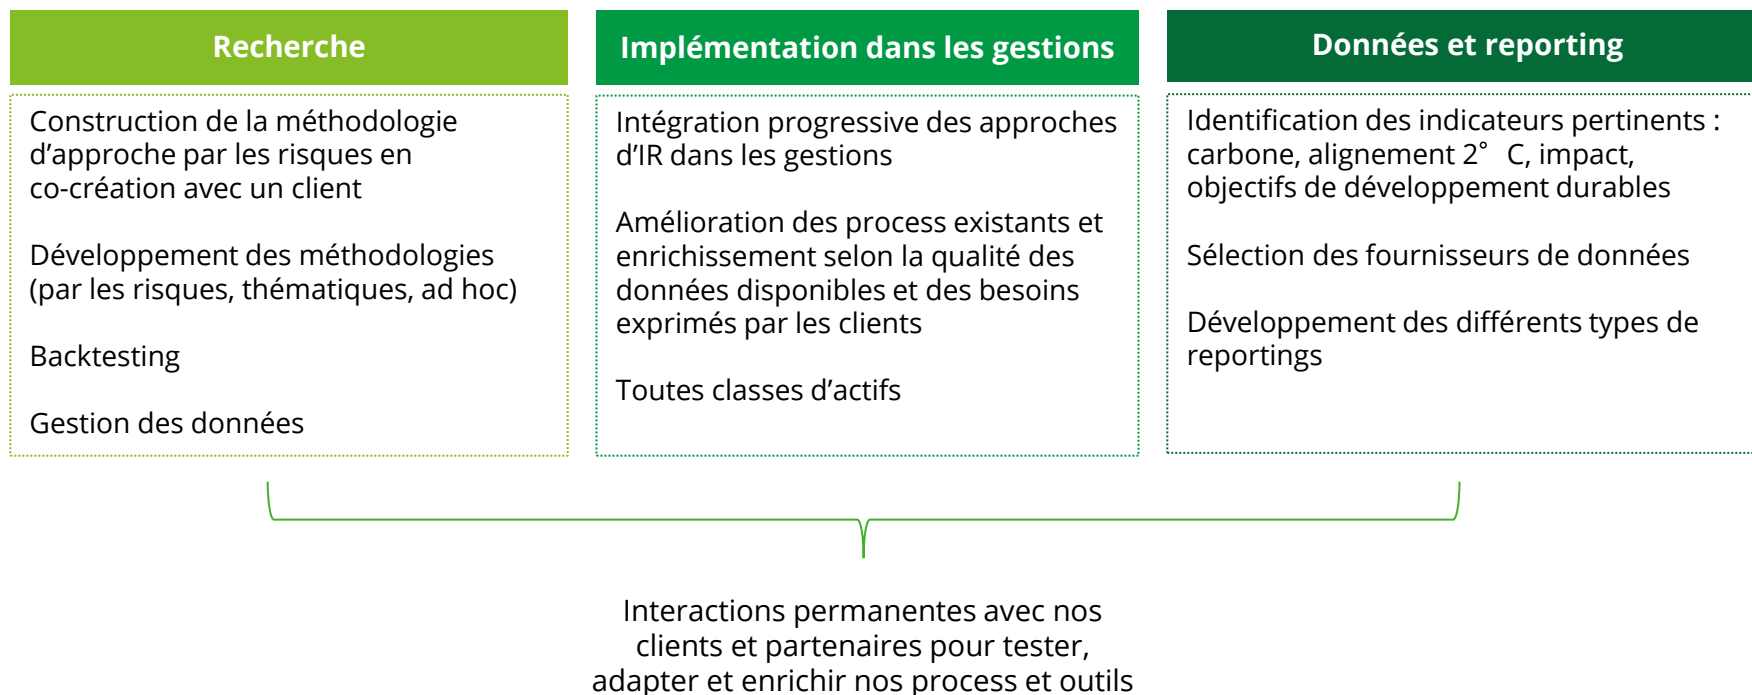 Recherche
Construction de la méthodologie
d’approche par les risques en
co-création avec un client
Développement des méthodologies
(par les risques, thématiques, ad hoc)
Backtesting
Gestion des données
Implémentation dans les gestions
Intégration progressive des approches
d’IR dans les gestions
Amélioration des process existants et
enrichissement selon la qualité des
données disponibles et des besoins
exprimés par les clients
Toutes classes d’actifs
Données et reporting
Identification des indicateurs pertinents :
carbone, alignement 2° C, impact,
objectifs de développement durables
Sélection des fournisseurs de données
Développement des différents types de
reportings
Interactions permanentes avec nos
clients et partenaires pour tester,
adapter et enrichir nos process et outils